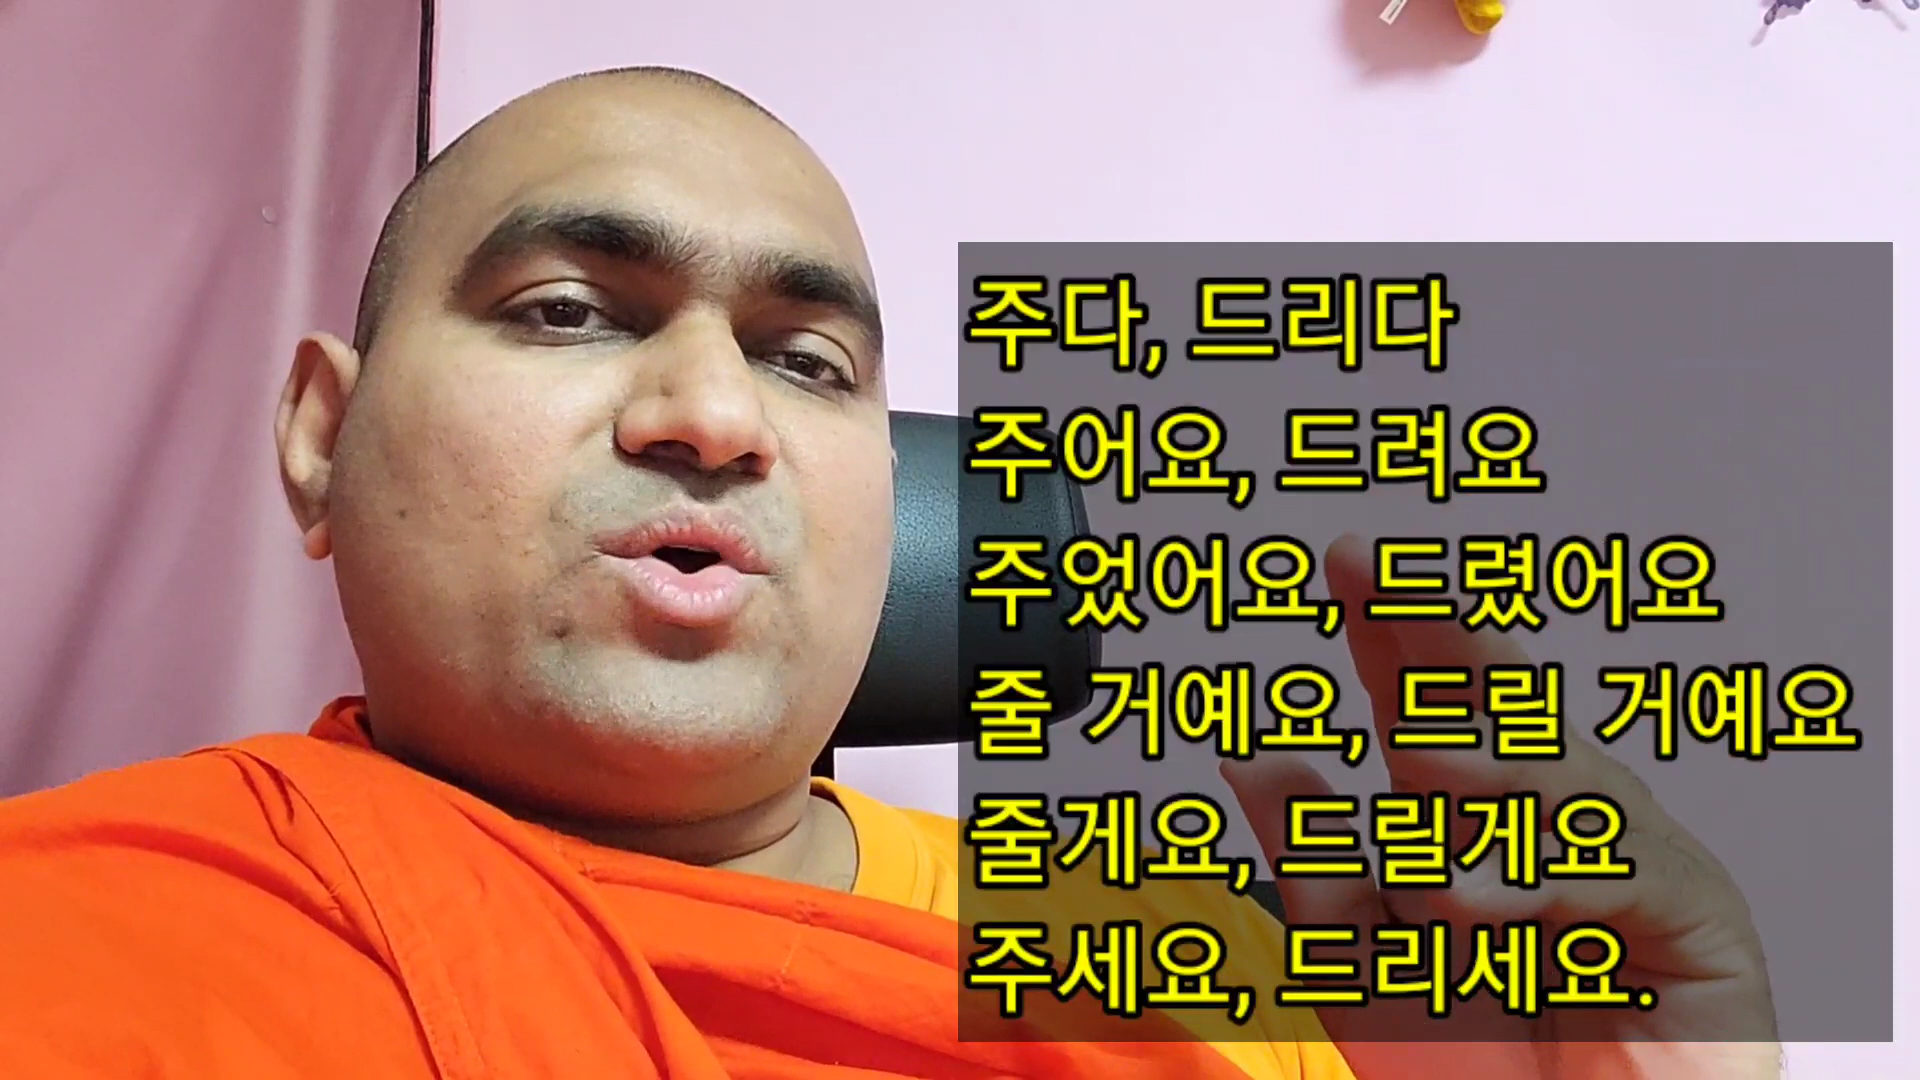 주다, 드리다
주어요, 드려요
주었어요, 드렸어요
줄 거예요, 드릴 거예요
줄게요, 드릴게요
주세요, 드리세요.